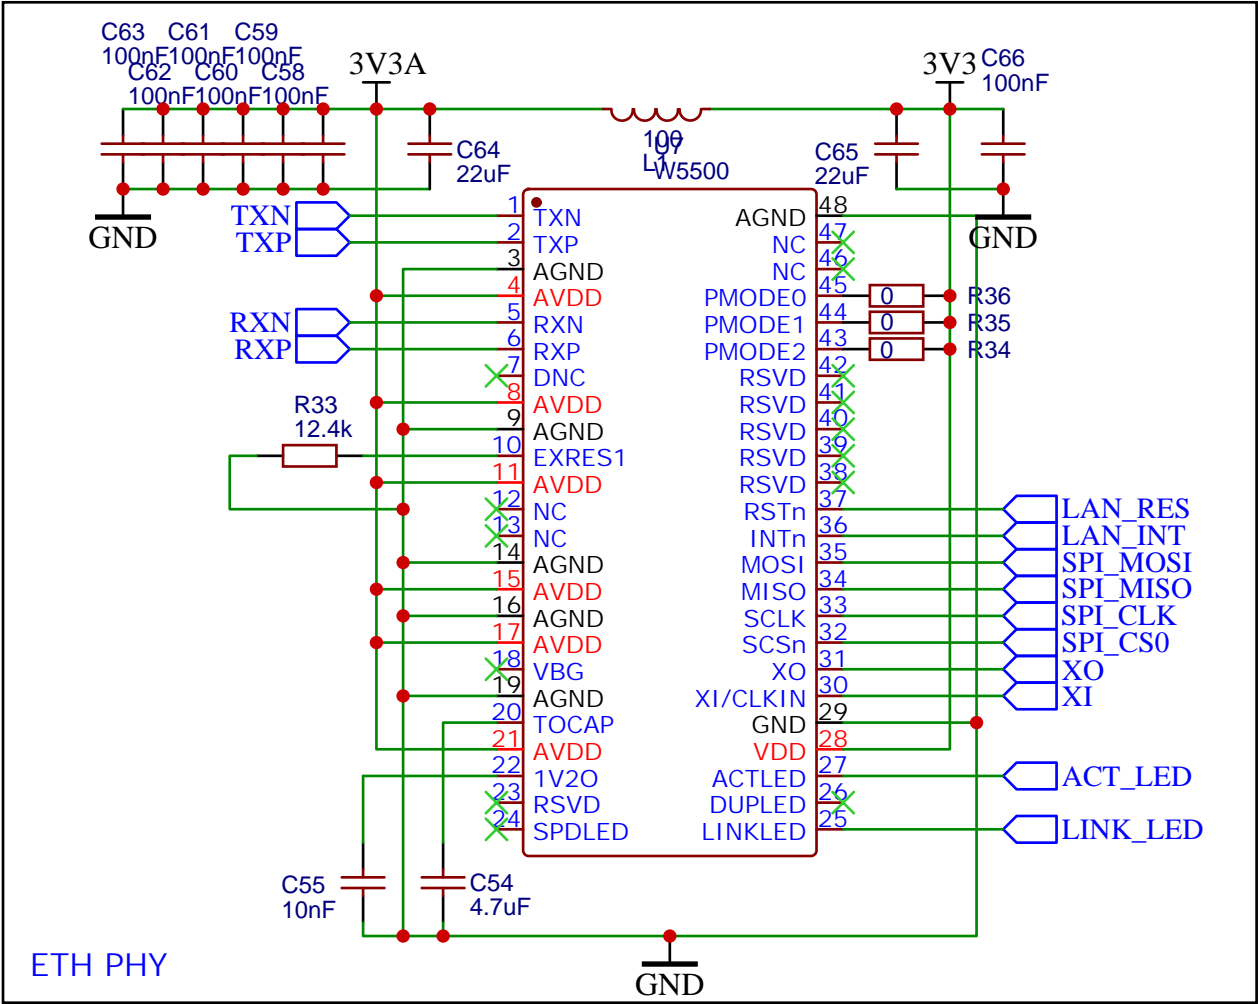 C63 C61 C59
100nF 100nF 100nF
C62 C60 C58
100nF 100nF 100nF
3V3A
3V3
C66
100nF
C64
22uF
100
L1
U7
W5500
C65
22uF
GND
GND
TXN
TXP
RXN
RXP
R33
12.4k
1 TXN
2 TXP
3 AGND
4 AVDD
5 RXN
6 RXP
7 DNC
8 AVDD
9 AGND
10 EXRES1
11 AVDD
12 NC
13 NC
14 AGND
15 AVDD
16 AGND
17 AVDD
18 VBG
19 AGND
20 TOCAP
21 AVDD
22 1V2O
23 RSVD
24 SPDLED
AGND 48
NC 47
NC 46
PMODE0 45 0 R36
PMODE1 44 0 R35
PMODE2 43 0 R34
RSVD 42
RSVD 41
RSVD 40
RSVD 39
RSVD 38
RSTn 37 LAN_RES
INTn 36 LAN_INT
MOSI 35 SPI_MOSI
MISO 34 SPI_MISO
SCLK 33 SPI_CLK
SCSn 32 SPI_CS0
XO 31 XO
XI/CLKIN 30 XI
GND 29
VDD 28
ACTLED 27 ACT_LED
DUPLED 26
LINKLED 25 LINK_LED
C55
10nF
C54
4.7uF
ETH PHY
GND